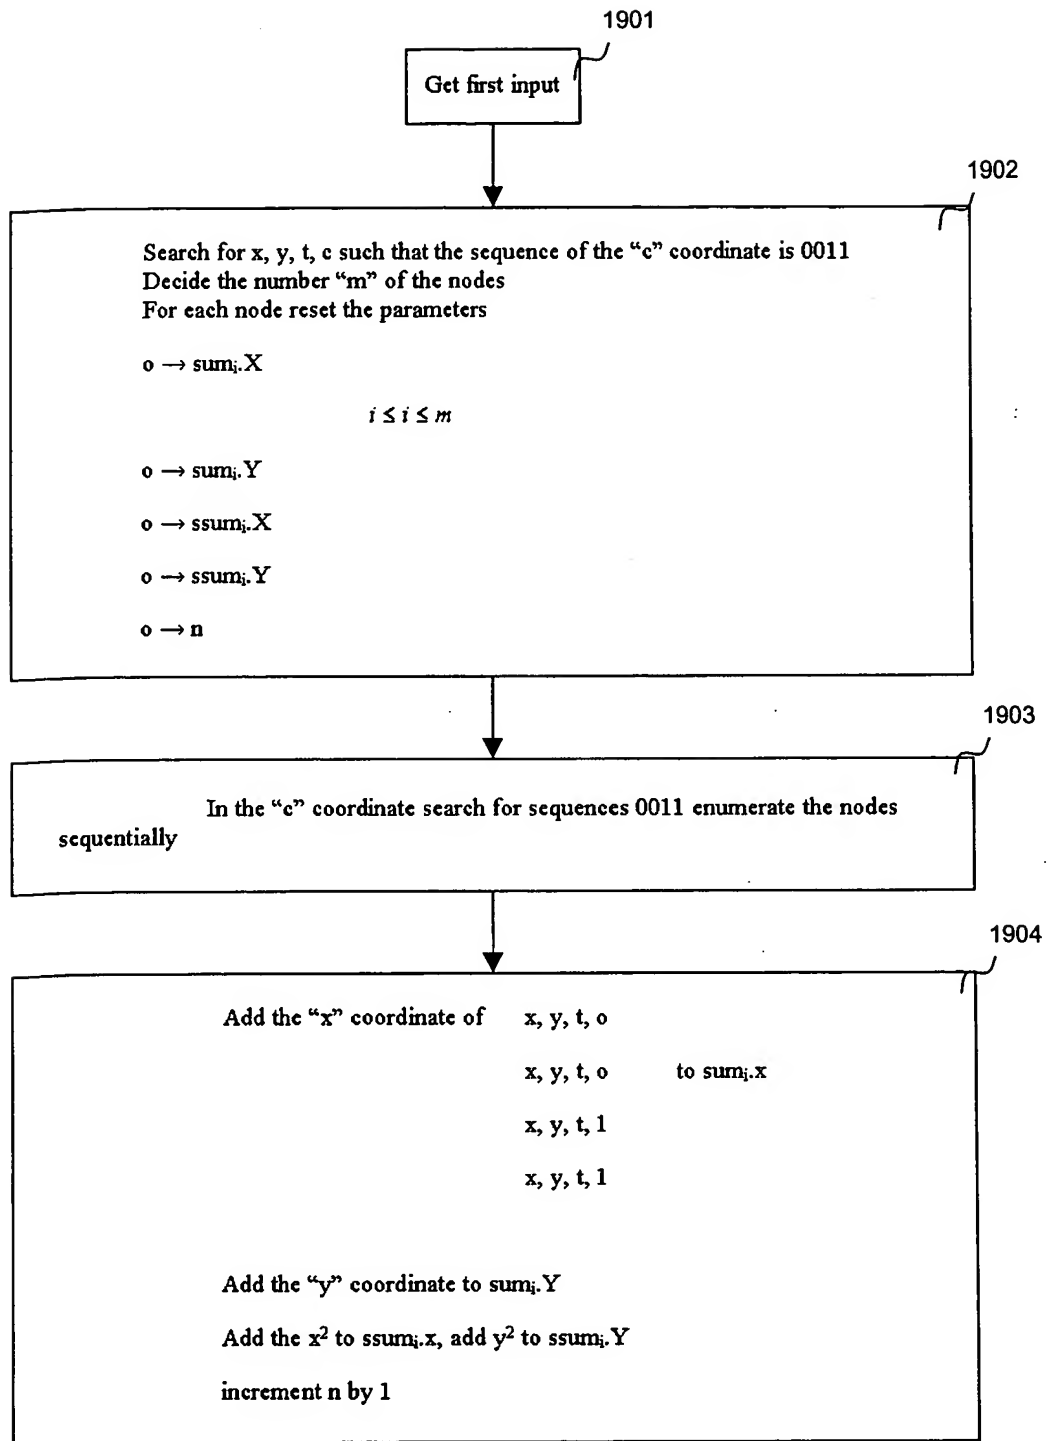 1901
Get first input
1902
Search for x, y, t, c such that the sequence of the “c” coordinate is 0011
Decide the number “m” of the nodes
For each node reset the parameters
o → sumᵢ.X
i ≤ i ≤ m
o → sumᵢ.Y
o → ssumᵢ.X
o → ssumᵢ.Y
o → n
1903
In the “c” coordinate search for sequences 0011 enumerate the nodes
sequentially
1904
Add the “x” coordinate of x, y, t, o
x, y, t, o to sumᵢ.x
x, y, t, 1
x, y, t, 1
Add the “y” coordinate to sumᵢ.Y
Add the x² to ssumᵢ.x, add y² to ssumᵢ.Y
increment n by 1